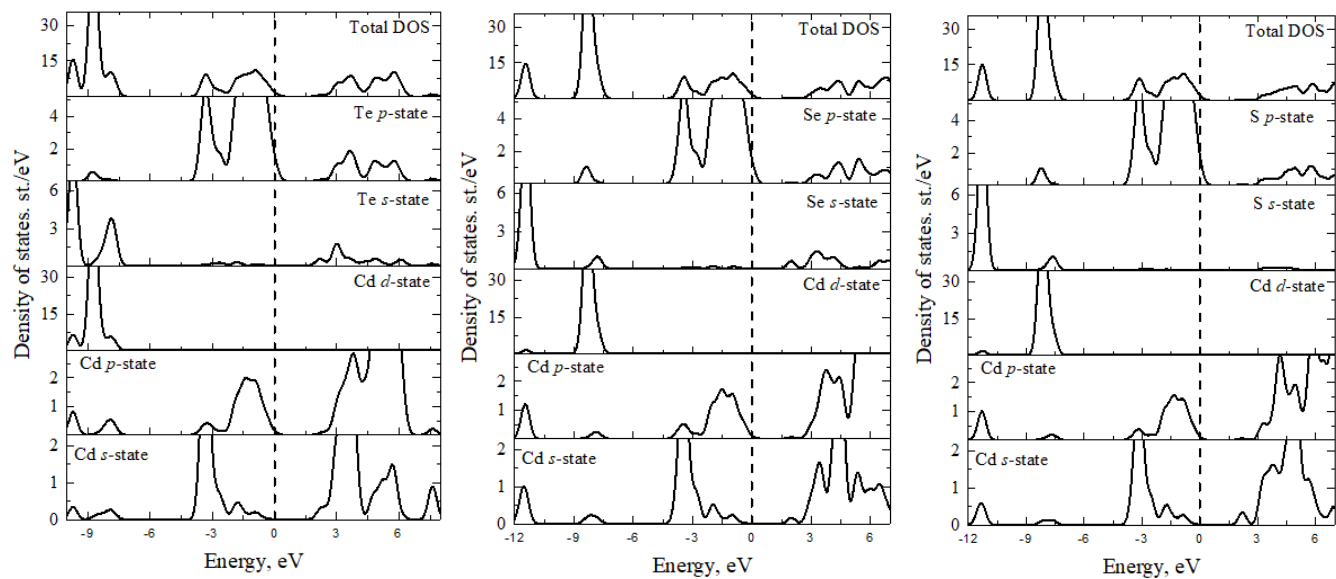 Density of states. st./eV
30
15
Total DOS
4
2
Te p-state
6
3
Te s-state
30
15
Cd d-state
2
1
Cd p-state
2
1
0
Cd s-state
-9 -6 -3 0 3 6
Energy, eV
Density of states. st./eV
30
15
Total DOS
4
2
Se p-state
6
3
Se s-state
30
15
Cd d-state
2
1
Cd p-state
2
1
0
Cd s-state
-12 -9 -6 -3 0 3 6
Energy, eV
Density of states. st./eV
30
15
Total DOS
4
2
S p-state
6
3
S s-state
30
15
Cd d-state
2
1
Cd p-state
2
1
0
Cd s-state
-12 -9 -6 -3 0 3 6
Energy, eV